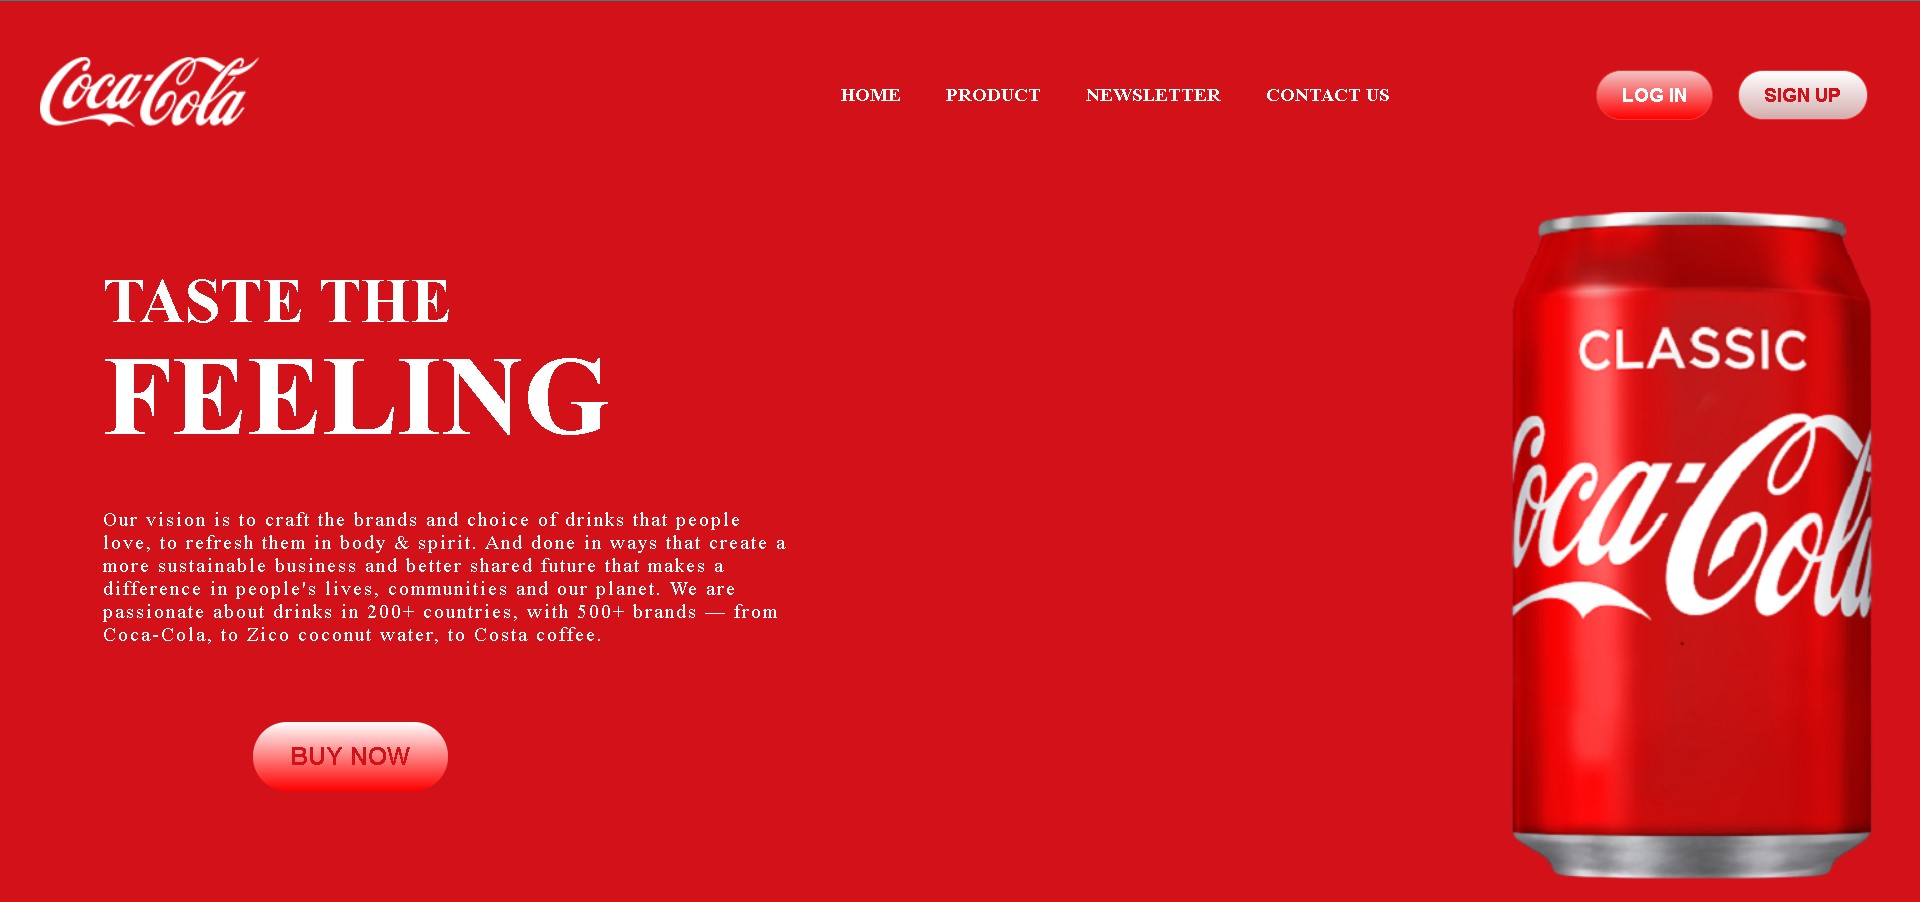 Coca-Cola
HOME PRODUCT NEWSLETTER CONTACT US
LOG IN SIGN UP
TASTE THE
FEELING
Our vision is to craft the brands and choice of drinks that people
love, to refresh them in body & spirit. And done in ways that create a
more sustainable business and better shared future that makes a
difference in people's lives, communities and our planet. We are
passionate about drinks in 200+ countries, with 500+ brands — from
Coca-Cola, to Zico coconut water, to Costa coffee.
BUY NOW
CLASSIC
Coca-Cola